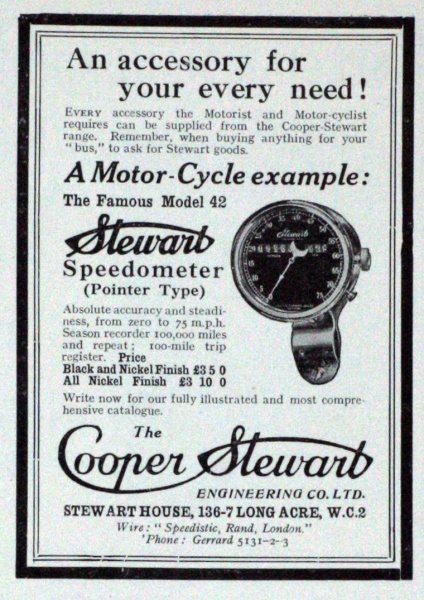 An accessory for
your every need!
EVERY accessory the Motorist and Motor-cyclist
requires can be supplied from the Cooper-Stewart
range. Remember, when buying anything for your
"bus," to ask for Stewart goods.
A Motor-Cycle example:
The Famous Model 42
Stewart
Speedometer
(Pointer Type)
Absolute accuracy and steadi-
ness, from zero to 75 m.p.h.
Season recorder 100,000 miles
and repeat; 100-mile trip
register. Price
Black and Nickel Finish £3 5 0
All Nickel Finish £3 10 0
Stewart
Write now for our fully illustrated and most compre-
hensive catalogue.
The
Cooper Stewart
ENGINEERING CO. LTD.
STEWART HOUSE, 136-7 LONG ACRE, W.C.2
Wire: "Speedistic, Rand, London."
'Phone: Gerrard 5131-2-3